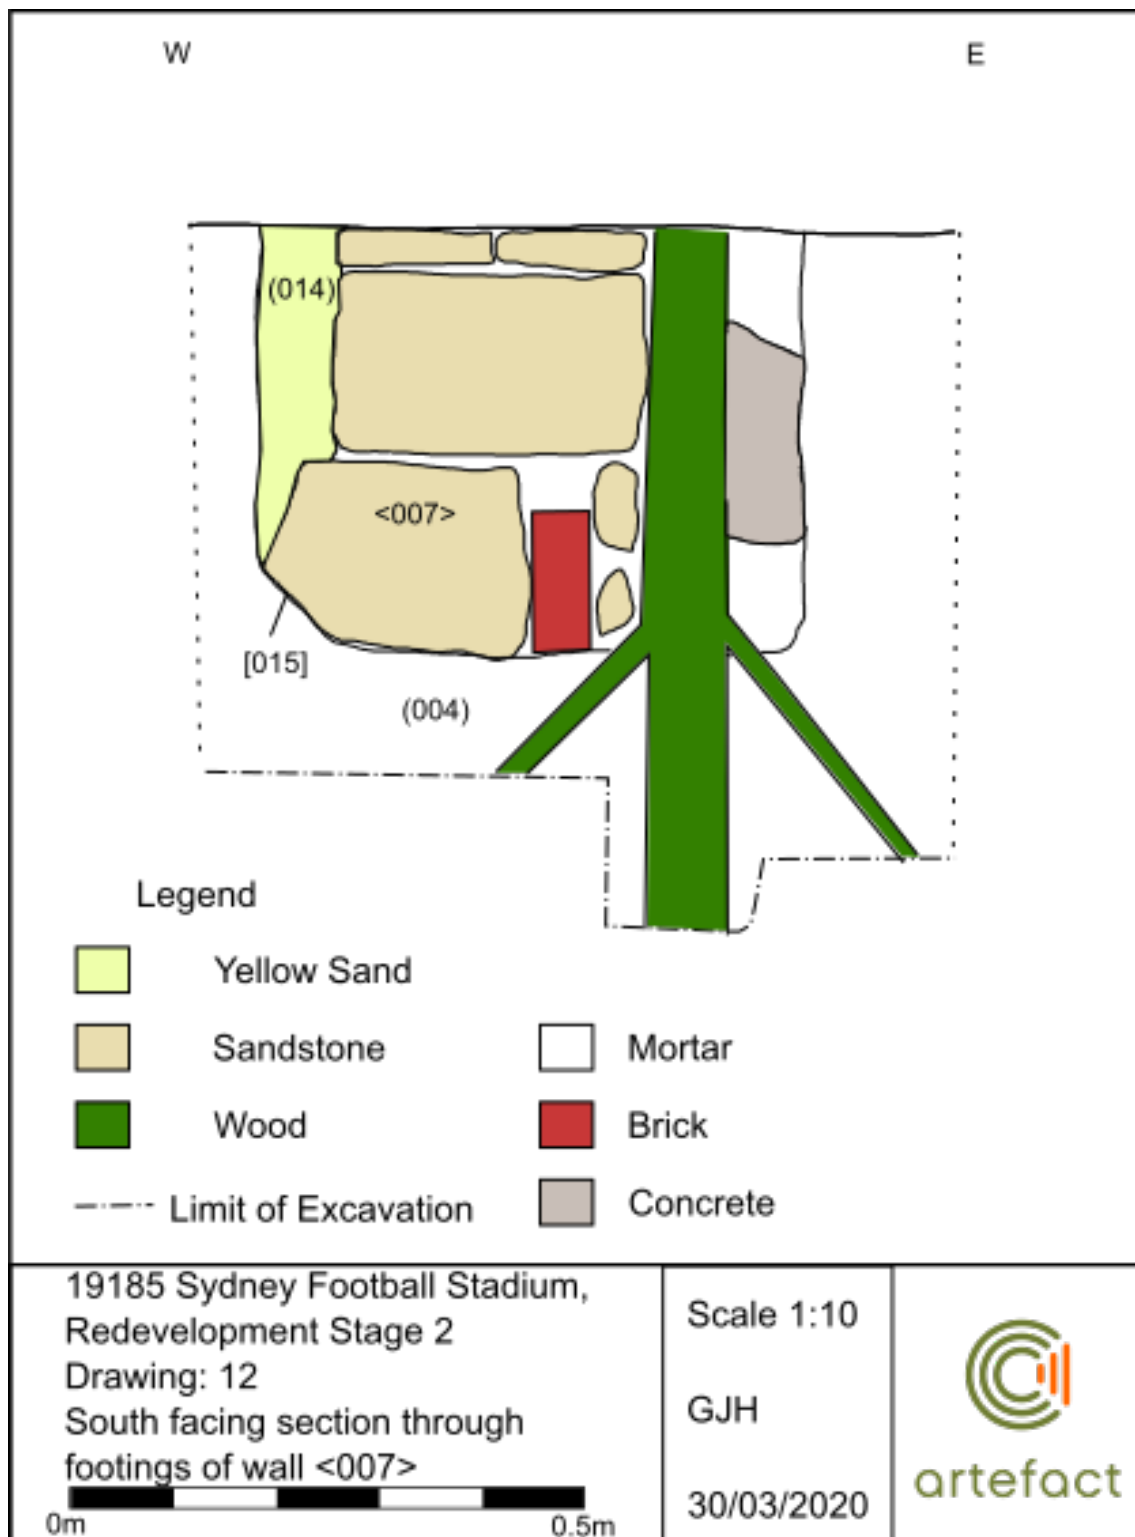 W
E
(014)
<007>
[015]
(004)
Legend
Yellow Sand
Sandstone
Mortar
Wood
Brick
Limit of Excavation
Concrete
19185 Sydney Football Stadium,
Redevelopment Stage 2
Drawing: 12
South facing section through
footings of wall <007>
0m
0.5m
Scale 1:10
GJH
30/03/2020
artefact